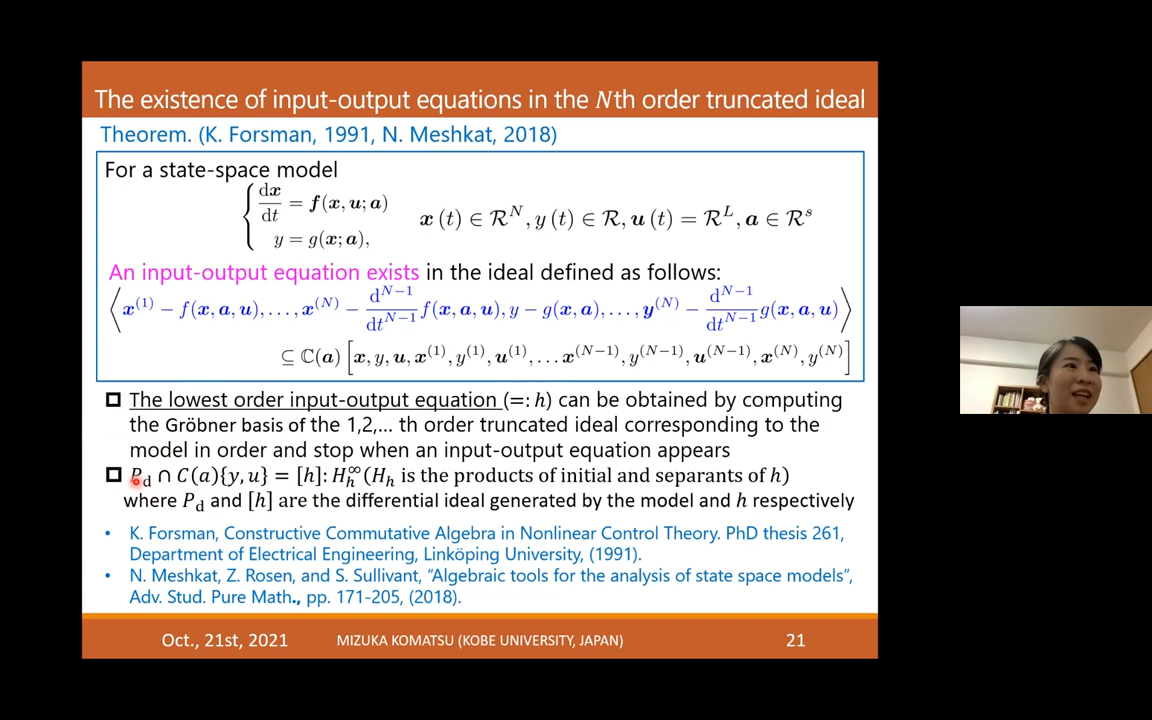 The existence of input-output equations in the Nth order truncated ideal
Theorem. (K. Forsman, 1991, N. Meshkat, 2018)
For a state-space model
{ dx/dt = f(x, u; a)
y = g(x; a),
x (t) ∈ R^N, y (t) ∈ R, u (t) = R^L, a ∈ R^s
An input-output equation exists in the ideal defined as follows:
⟨ x^(1) − f(x, a, u), . . . , x^(N) − d^{N−1}/dt^{N−1} f(x, a, u), y − g(x, a), . . . , y^(N) − d^{N−1}/dt^{N−1} g(x, a, u) ⟩
⊆ ℂ(a) [ x, y, u, x^(1), y^(1), u^(1), . . . x^(N−1), y^(N−1), u^(N−1), x^(N), y^(N) ]
The lowest order input-output equation (=: h) can be obtained by computing
the Gröbner basis of the 1,2,... th order truncated ideal corresponding to the
model in order and stop when an input-output equation appears
P_d ∩ C(a){y, u} = [h]: H_h^∞ (H_h is the products of initial and separants of h)
where P_d and [h] are the differential ideal generated by the model and h respectively
• K. Forsman, Constructive Commutative Algebra in Nonlinear Control Theory. PhD thesis 261,
Department of Electrical Engineering, Linköping University, (1991).
• N. Meshkat, Z. Rosen, and S. Sullivant, “Algebraic tools for the analysis of state space models”,
Adv. Stud. Pure Math., pp. 171-205, (2018).
Oct., 21st, 2021 MIZUKA KOMATSU (KOBE UNIVERSITY, JAPAN) 21